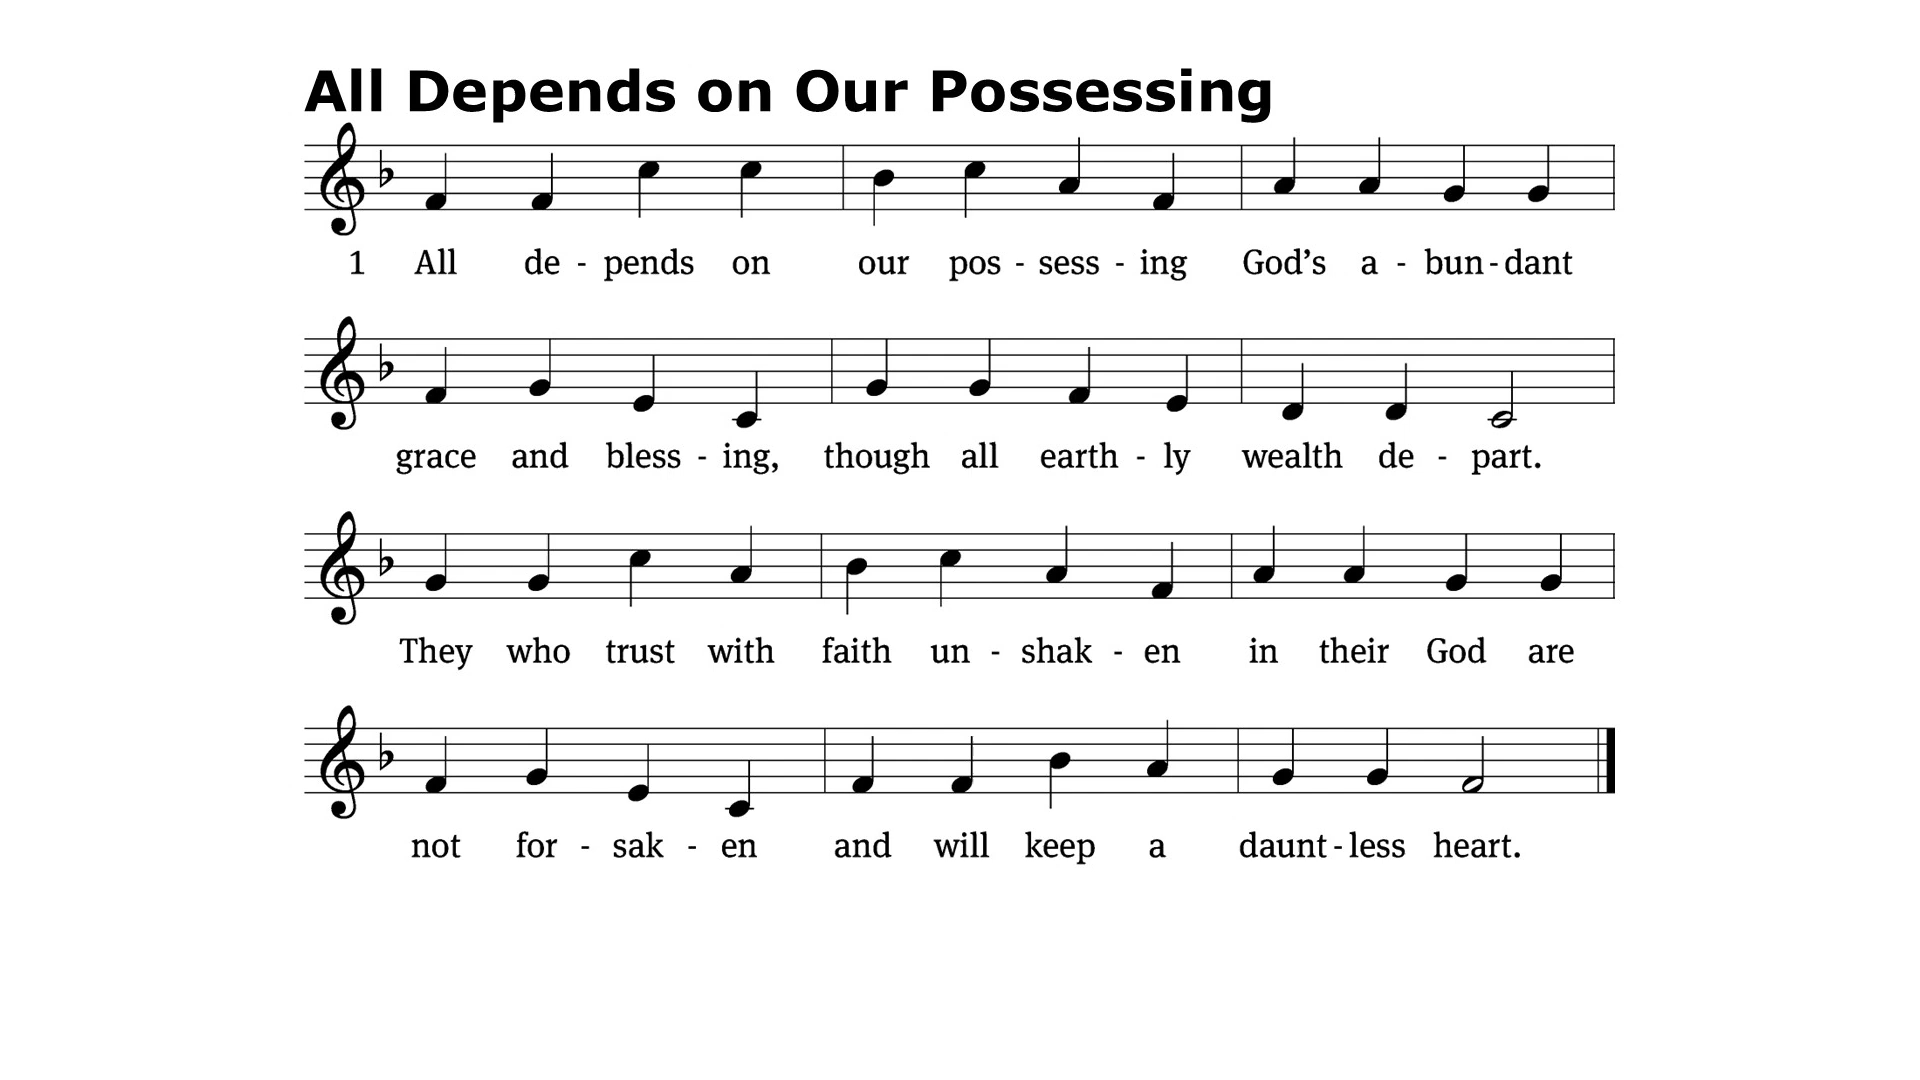 All Depends on Our Possessing
1 All de - pends on our pos - sess - ing God’s a - bun - dant
grace and bless - ing, though all earth - ly wealth de - part.
They who trust with faith un - shak - en in their God are
not for - sak - en and will keep a daunt - less heart.